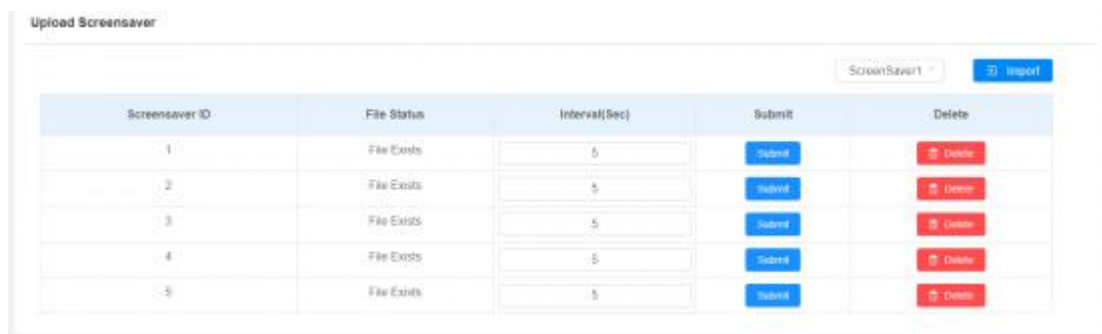 Upload Screensaver
ScreenSaver1 Import
Screensaver ID File Status Interval(Sec) Submit Delete
1 File Exists 5 Submit Delete
2 File Exists 5 Submit Delete
3 File Exists 5 Submit Delete
4 File Exists 5 Submit Delete
5 File Exists 5 Submit Delete